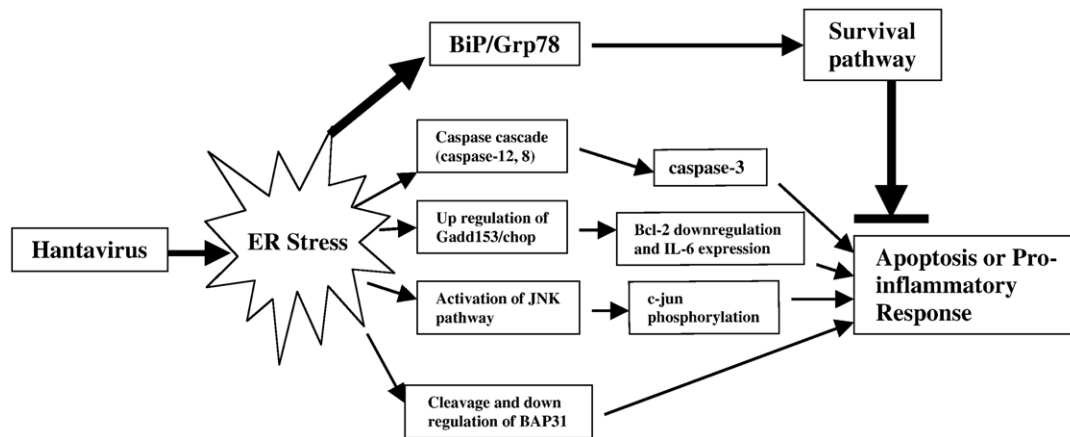 BiP/Grp78
Survival
pathway
Caspase cascade
(caspase-12, 8)
caspase-3
Hantavirus
ER Stress
Up regulation of
Gadd153/chop
Bcl-2 downregulation
and IL-6 expression
Activation of JNK
pathway
c-jun
phosphorylation
Apoptosis or Pro-
inflammatory
Response
Cleavage and down
regulation of BAP31